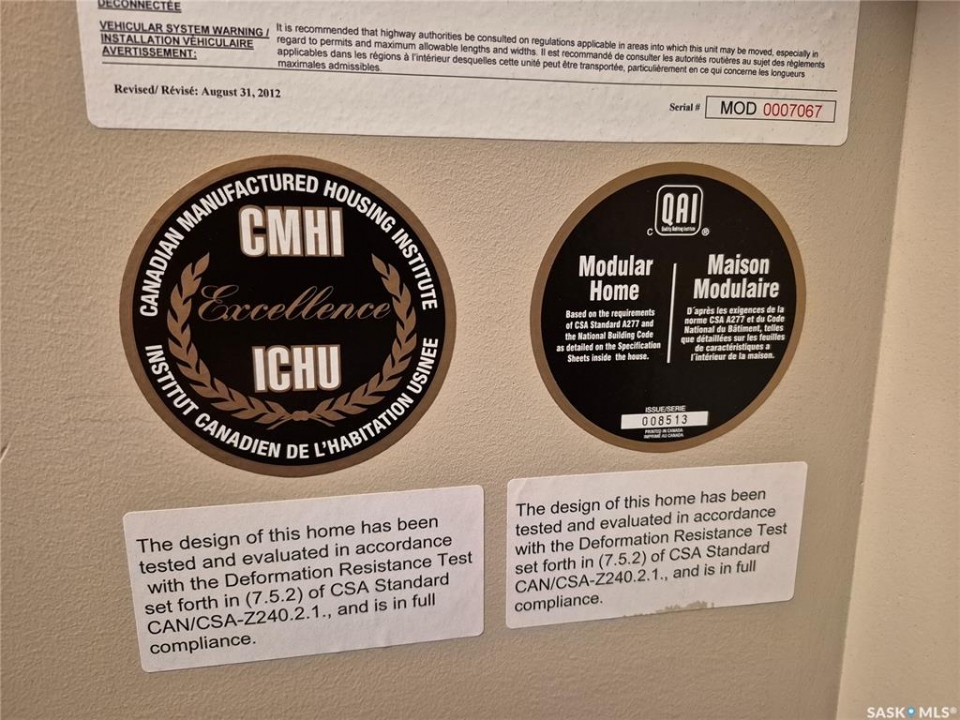 DÉCONNECTÉE
VEHICULAR SYSTEM WARNING /
INSTALLATION VÉHICULAIRE
AVERTISSEMENT:
It is recommended that highway authorities be consulted on regulations applicable in areas into which this unit may be moved, especially in
regard to permits and maximum allowable lengths and widths. Il est recommandé de consulter les autorités routières au sujet des règlements
applicables dans les régions à l'intérieur desquelles cette unité peut être transportée, particulièrement en ce qui concerne les longueurs
maximales admissibles.
Revised/ Révisé: August 31, 2012
Serial # MOD 0007067
CANADIAN MANUFACTURED HOUSING INSTITUTE
CMHI
Excellence
ICHU
INSTITUT CANADIEN DE L'HABITATION USINEE
QAI
C ®
Modular
Home
Based on the requirements
of CSA Standard A277 and
the National Building Code
as detailed on the Specification
Sheets inside the house.
Maison
Modulaire
D'après les exigences de la
norme CSA A277 et du Code
National du Bâtiment, telles
que détaillées sur les feuilles
de caractéristiques a
l'intérieur de la maison.
ISSUE/SERIE
008513
PRINTED IN CANADA
IMPRIMÉ AU CANADA
The design of this home has been
tested and evaluated in accordance
with the Deformation Resistance Test
set forth in (7.5.2) of CSA Standard
CAN/CSA-Z240.2.1., and is in full
compliance.
The design of this home has been
tested and evaluated in accordance
with the Deformation Resistance Test
set forth in (7.5.2) of CSA Standard
CAN/CSA-Z240.2.1., and is in full
compliance.
SASK MLS®